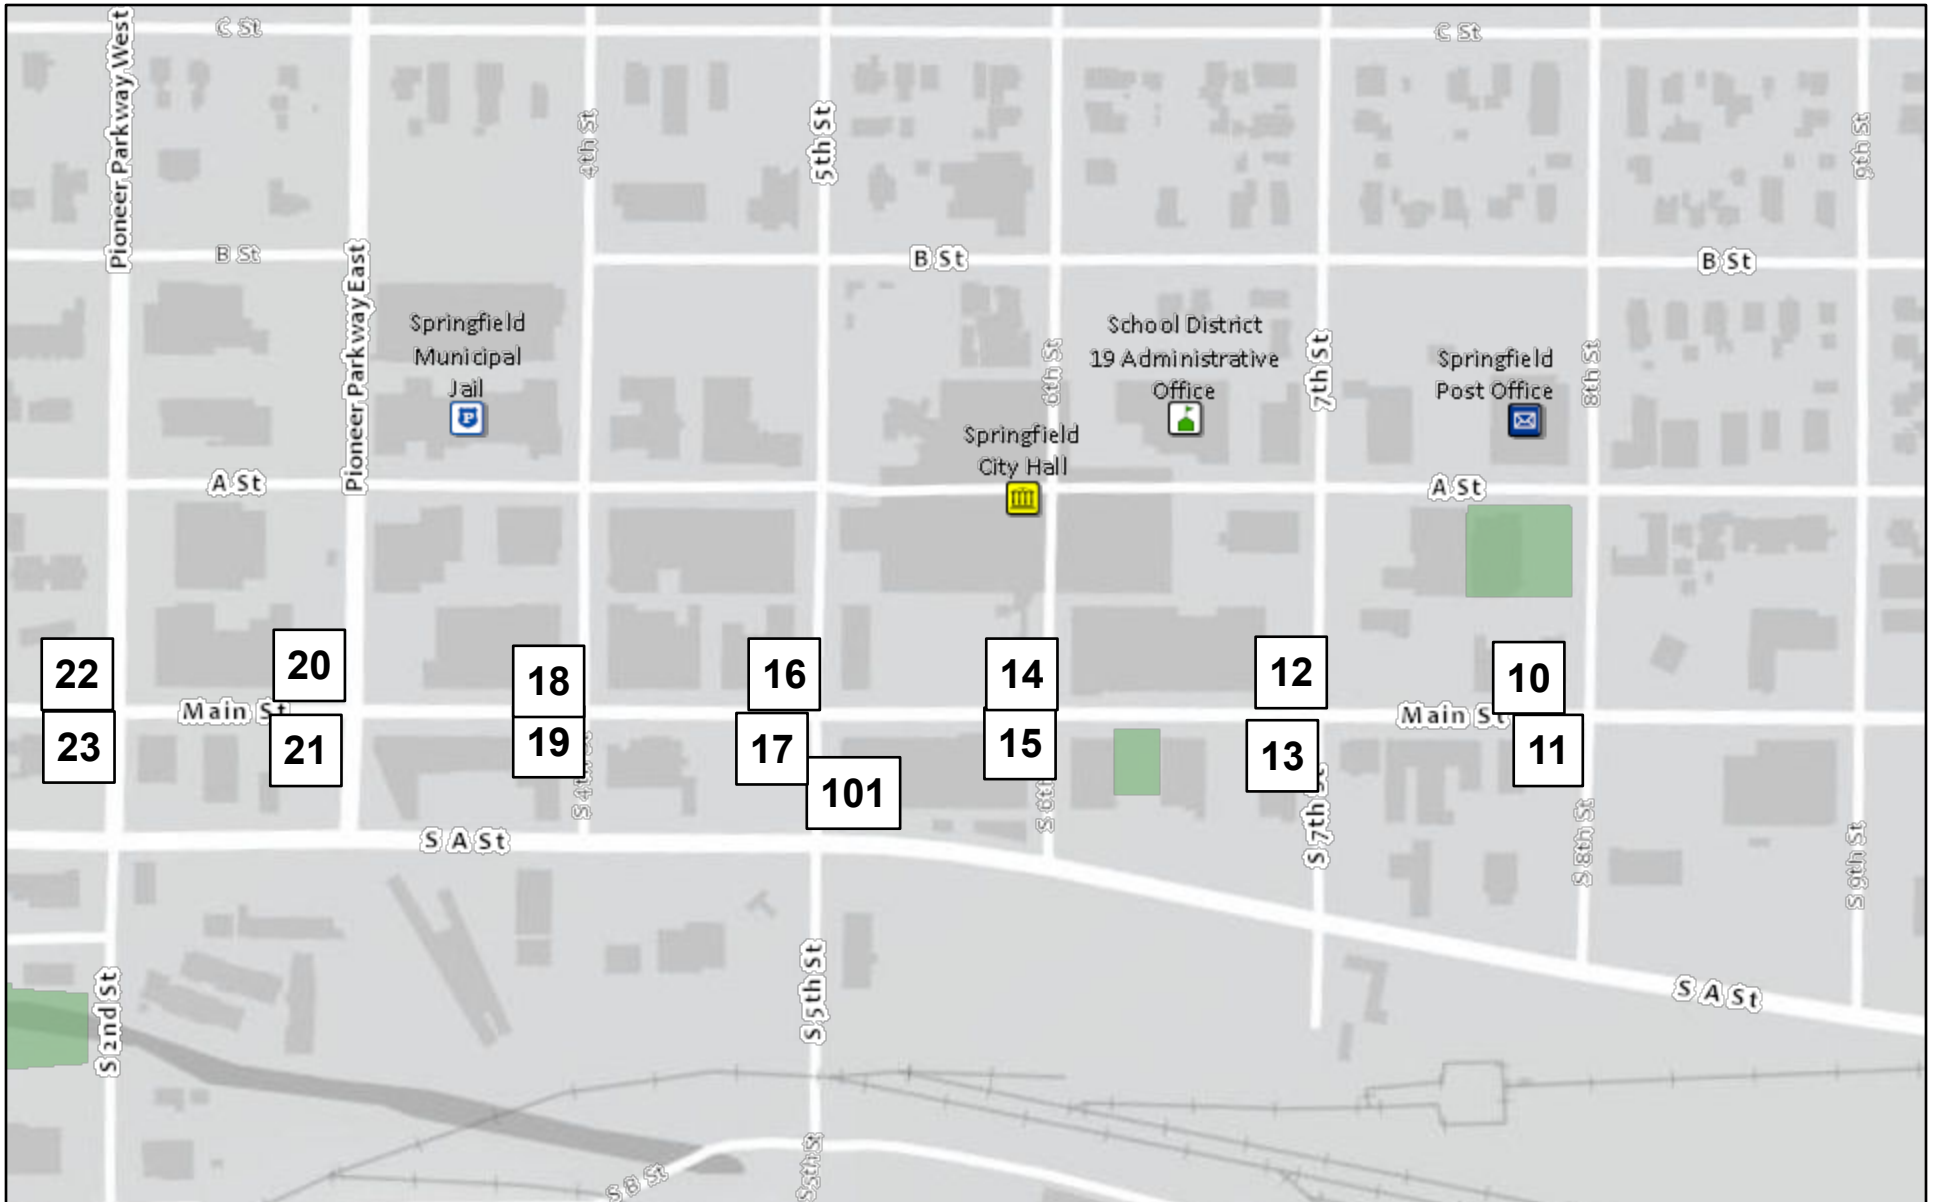 C St
C St
Pioneer Parkway West
4th St
5th St
9th St
B St
B St
B St
Pioneer Parkway East
Springfield
Municipal
Jail
P
School District
19 Administrative
Office
Springfield
Post Office
6th St
7th St
8th St
Springfield
City Hall
A St
A St
22
20
18
16
14
12
10
Main St
Main St
23
21
19
17
15
13
11
101
S 4th St
S 6th
S 7th St
S 8th St
S 9th St
S A St
S 2nd St
S 5th St
S A St
S B St
S 5th St